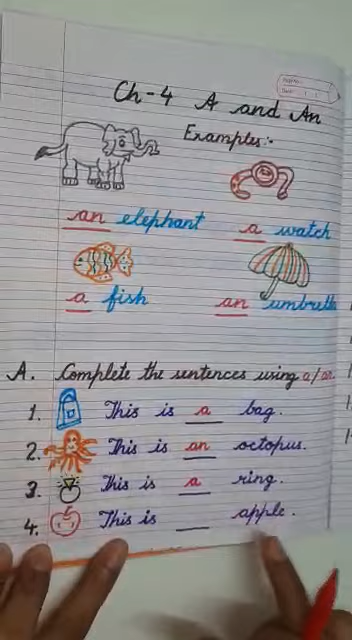 Ch-4 A and An
Examples:-
an elephant
a watch
a fish
an umbrella
A. Complete the sentences using a/an.
1. This is a bag.
2. This is an octopus.
3. This is a ring.
4. This is ___ apple.